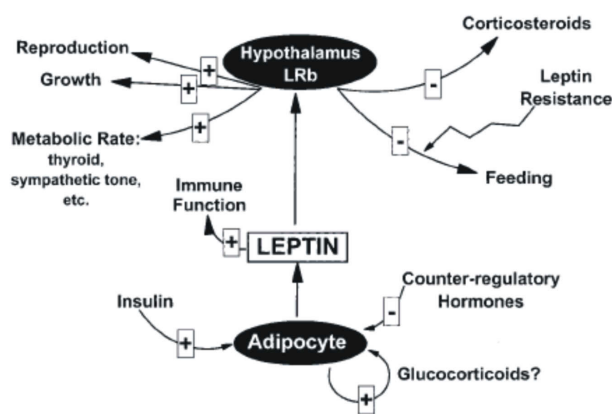 Reproduction
Growth
Metabolic Rate:
thyroid,
sympathetic tone,
etc.
+
+
+
Hypothalamus
LRb
Corticosteroids
-
Leptin
Resistance
-
Feeding
Immune
Function
+
LEPTIN
Insulin
+
Adipocyte
Counter-regulatory
Hormones
-
Glucocorticoids?
+